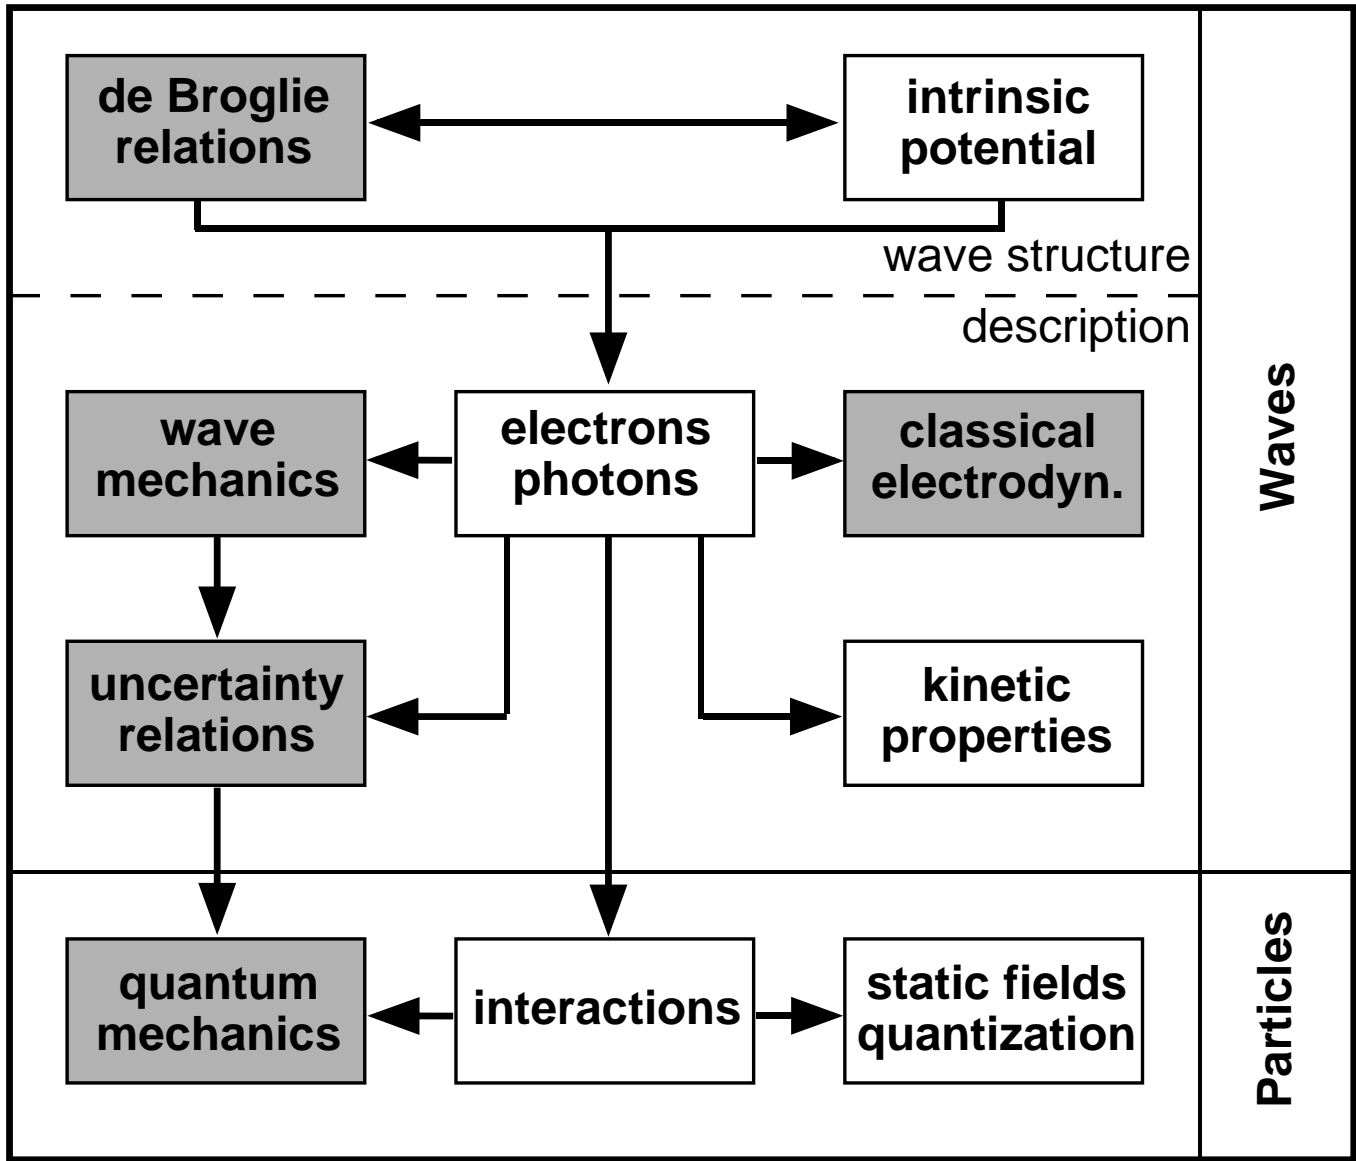 de Broglie
relations
intrinsic
potential
wave structure
description
wave
mechanics
electrons
photons
classical
electrodyn.
uncertainty
relations
kinetic
properties
quantum
mechanics
interactions
static fields
quantization
Waves
Particles